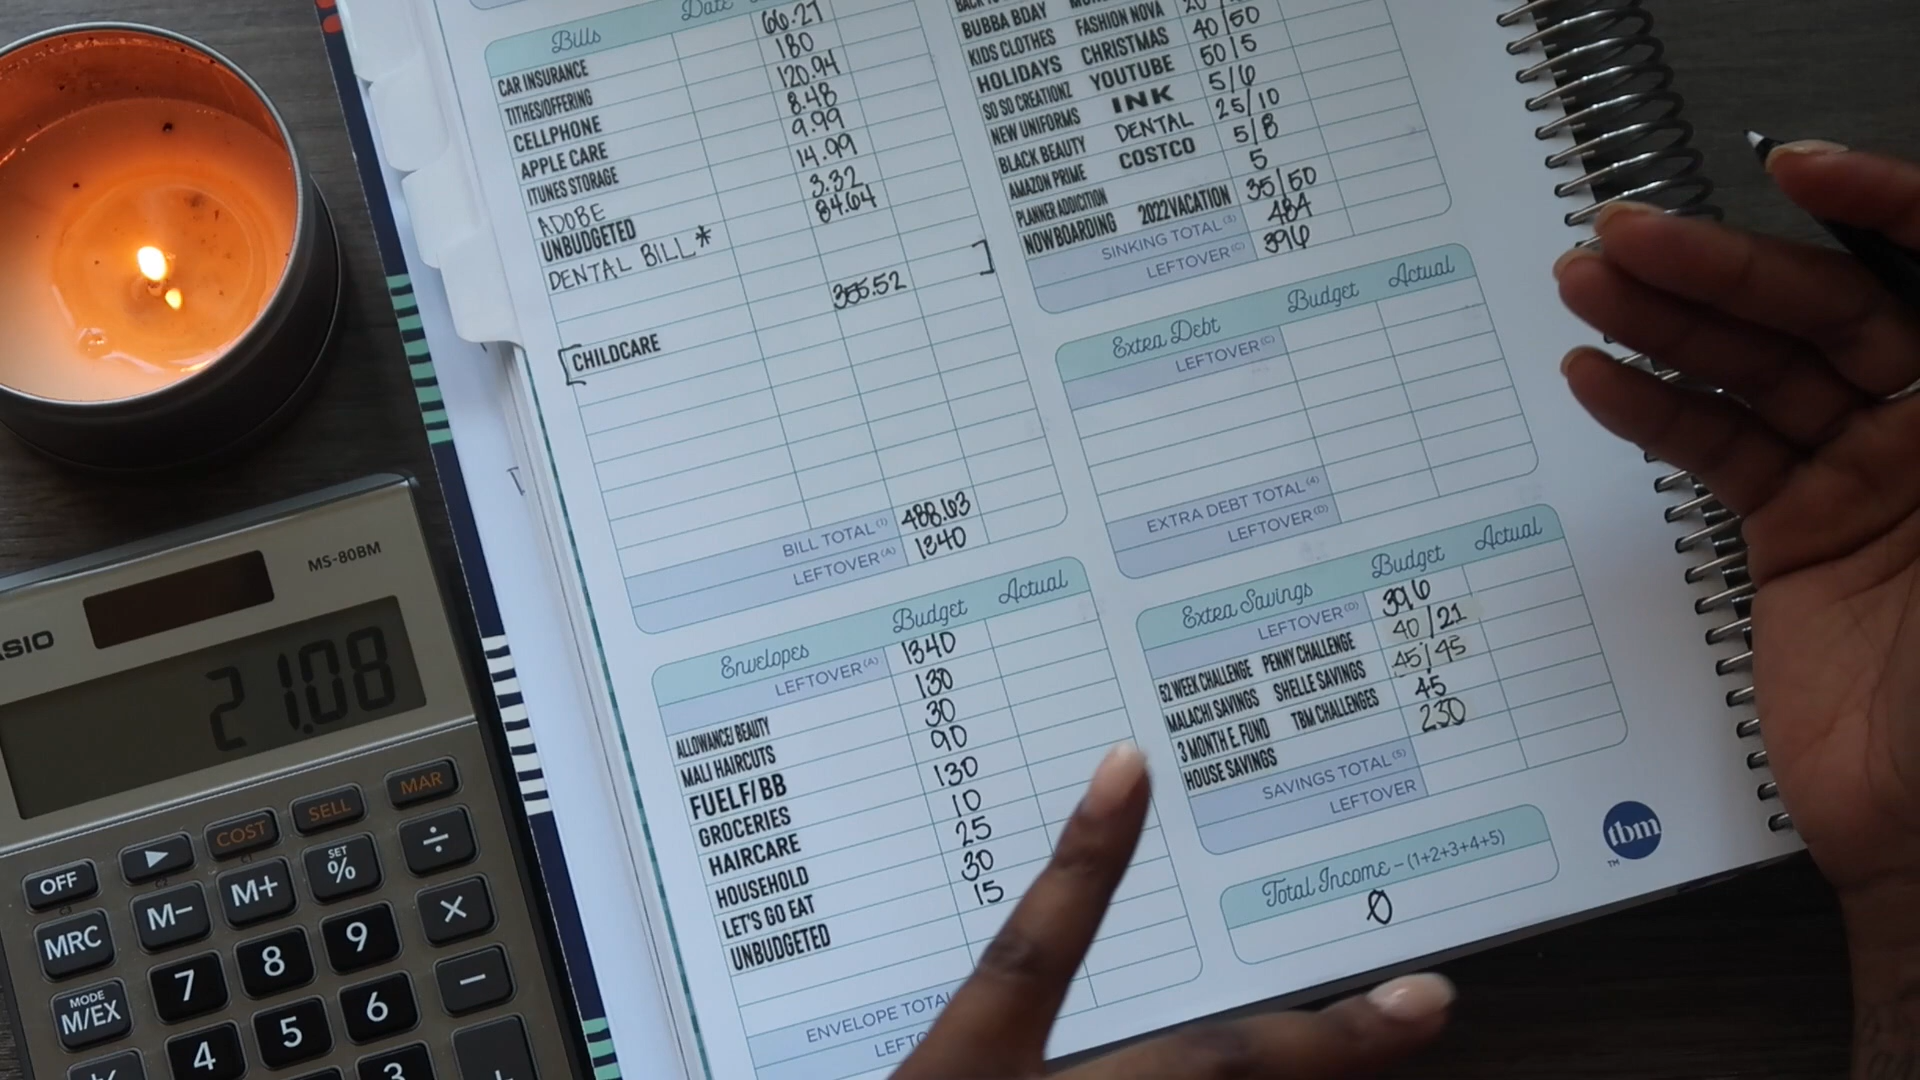 Bills Date
66.27
CAR INSURANCE 180
TITHES/OFFERING 120.94
CELLPHONE 8.48
APPLE CARE 9.99
ITUNES STORAGE 14.99
ADOBE 3.32
UNBUDGETED 84.64
DENTAL BILL*
355.52
CHILDCARE
BILL TOTAL (1) 488.63
LEFTOVER (A) 1340
Envelopes Budget Actual
LEFTOVER (A) 1340
ALLOWANCE/BEAUTY 130
MALI HAIRCUTS 30
FUELF/BB 90
GROCERIES 130
HAIRCARE 10
HOUSEHOLD 25
LET'S GO EAT 30
UNBUDGETED 15
ENVELOPE TOTAL
BUBBA BDAY
KIDS CLOTHES FASHION NOVA 40/50
HOLIDAYS CHRISTMAS 50/5
SO SO CREATIONZ YOUTUBE 5/6
NEW UNIFORMS INK 25/10
BLACK BEAUTY DENTAL 5/8
AMAZON PRIME COSTCO 5
PLANNER ADDICITION 35/50
NOW BOARDING 2022 VACATION 484
SINKING TOTAL (3) 396
LEFTOVER (C)
Extra Debt Budget Actual
LEFTOVER (C)
EXTRA DEBT TOTAL (4)
LEFTOVER (D)
Extra Savings Budget Actual
LEFTOVER (D) 396
52 WEEK CHALLENGE PENNY CHALLENGE 40/21
MALACHI SAVINGS SHELLE SAVINGS 45/45
3 MONTH E. FUND TBM CHALLENGES 45
HOUSE SAVINGS 230
SAVINGS TOTAL (5)
LEFTOVER
Total Income – (1+2+3+4+5)
0
tbm
TM
MS-80BM
21.08
OFF COST SELL MAR
MRC M− M+ SET % ÷
MODE M/EX 7 8 9 ×
4 5 6 −
3 +